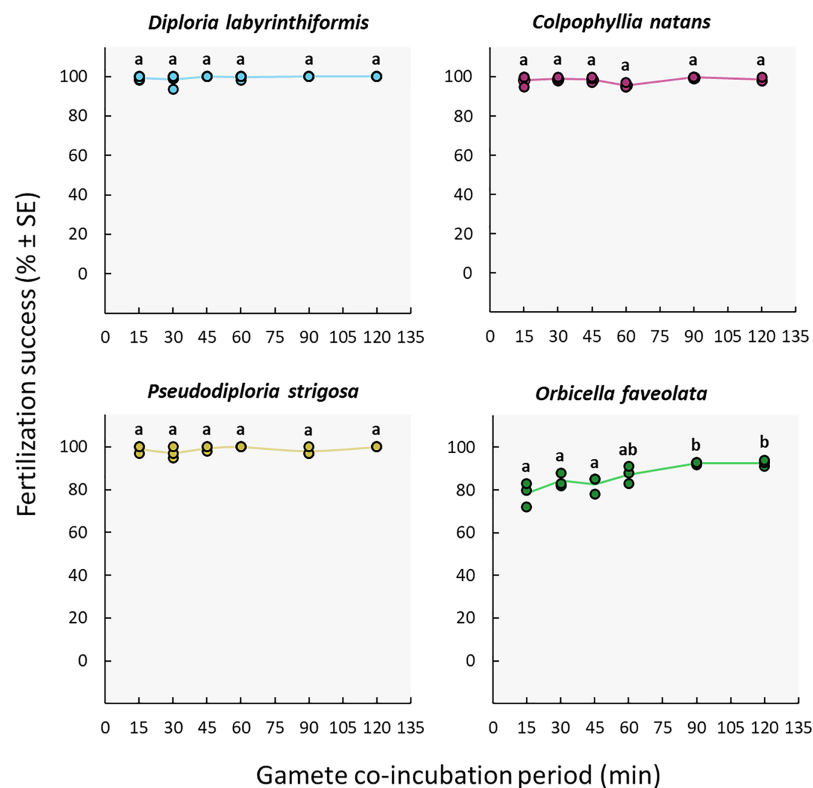 Diploria labyrinthiformis
a a a a a a
100
80
60
40
20
0
0 15 30 45 60 75 90 105 120 135
Colpophyllia natans
a a a a a a
100
80
60
40
20
0
0 15 30 45 60 75 90 105 120 135
Fertilization success (% ± SE)
Pseudodiploria strigosa
a a a a a a
100
80
60
40
20
0
0 15 30 45 60 75 90 105 120 135
Orbicella faveolata
a a a ab b b
100
80
60
40
20
0
0 15 30 45 60 75 90 105 120 135
Gamete co-incubation period (min)